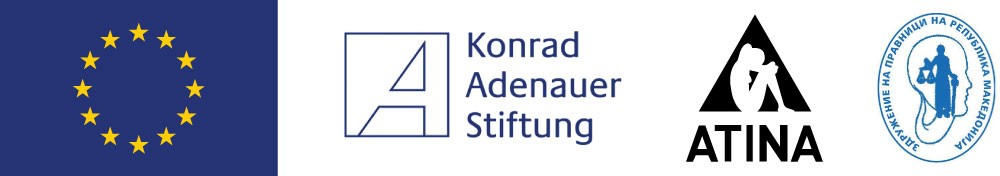 Konrad
Adenauer
Stiftung
ATINA
ЗДРУЖЕНИЕ НА ПРАВНИЦИ НА РЕПУБЛИКА МАКЕДОНИЈА